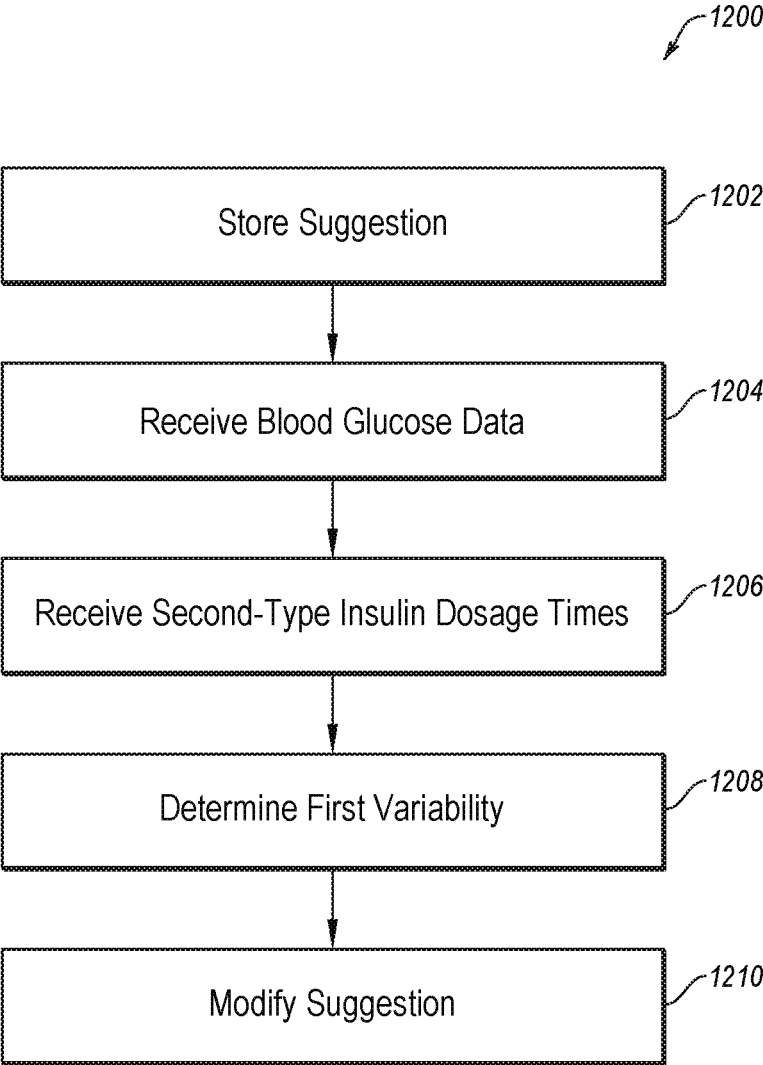 1200
Store Suggestion
1202
Receive Blood Glucose Data
1204
Receive Second-Type Insulin Dosage Times
1206
Determine First Variability
1208
Modify Suggestion
1210